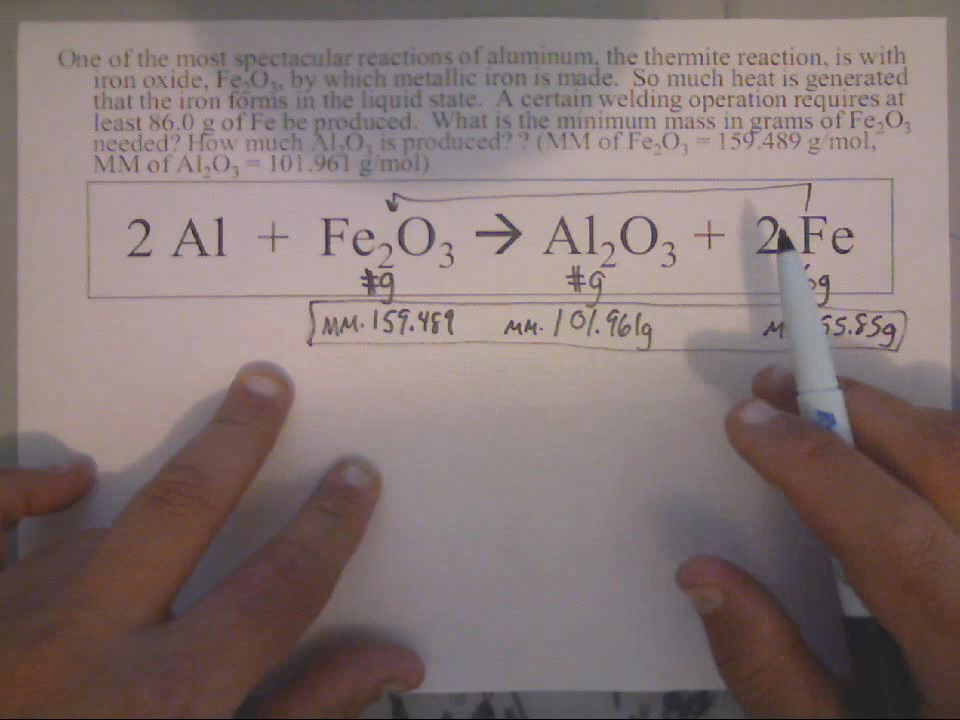 One of the most spectacular reactions of aluminum, the thermite reaction, is with
iron oxide, Fe₂O₃, by which metallic iron is made. So much heat is generated
that the iron forms in the liquid state. A certain welding operation requires at
least 86.0 g of Fe be produced. What is the minimum mass in grams of Fe₂O₃
needed? How much Al₂O₃ is produced? ? (MM of Fe₂O₃ = 159.489 g/mol,
MM of Al₂O₃ = 101.961 g/mol)
2 Al + Fe₂O₃ → Al₂O₃ + 2 Fe
#g #g g
MM. 159.489 MM. 101.961g 55.85g